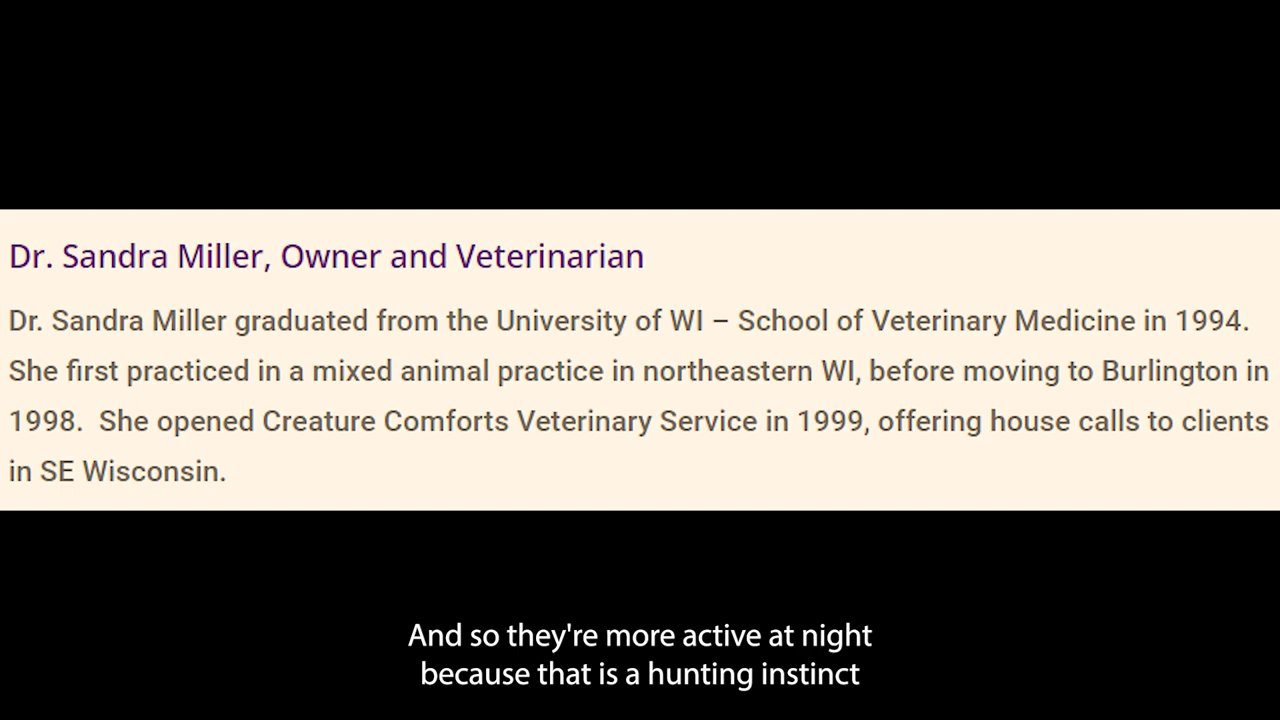 Dr. Sandra Miller, Owner and Veterinarian
Dr. Sandra Miller graduated from the University of WI – School of Veterinary Medicine in 1994.
She first practiced in a mixed animal practice in northeastern WI, before moving to Burlington in
1998.  She opened Creature Comforts Veterinary Service in 1999, offering house calls to clients
in SE Wisconsin.
And so they're more active at night
because that is a hunting instinct